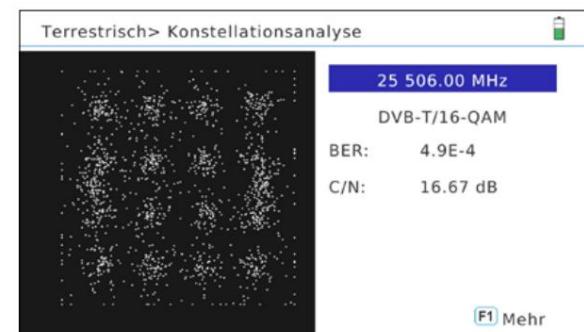 Terrestrisch> Konstellationsanalyse
25 506.00 MHz
DVB-T/16-QAM
BER: 4.9E-4
C/N: 16.67 dB
F1 Mehr